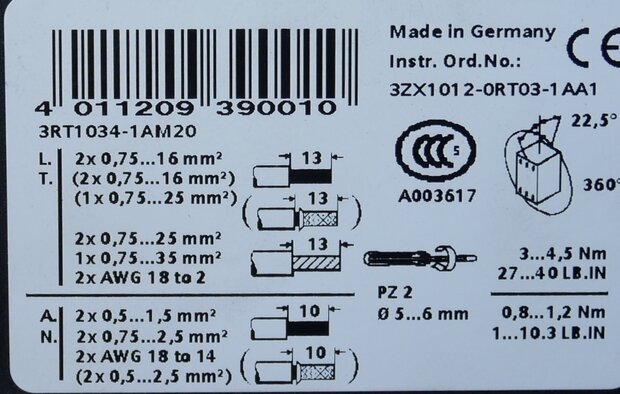 Made in Germany
CE
Instr. Ord.No.:
3ZX1012-0RT03-1AA1
4 011209 390010
3RT1034-1AM20
CCC S
A003617
22,5°
360°
L. 2x 0,75...16 mm² 13
T. (2x 0,75...16 mm²)
(1x 0,75...25 mm²) ( 13 )
2x 0,75...25 mm² 13
1x 0,75...35 mm²
2x AWG 18 to 2
3...4,5 Nm
27...40 LB.IN
PZ 2
Ø 5...6 mm
A. 2x 0,5...1,5 mm² 10
N. 2x 0,75...2,5 mm²
2x AWG 18 to 14
(2x 0,5...2,5 mm²) ( 10 )
0,8...1,2 Nm
1...10.3 LB.IN